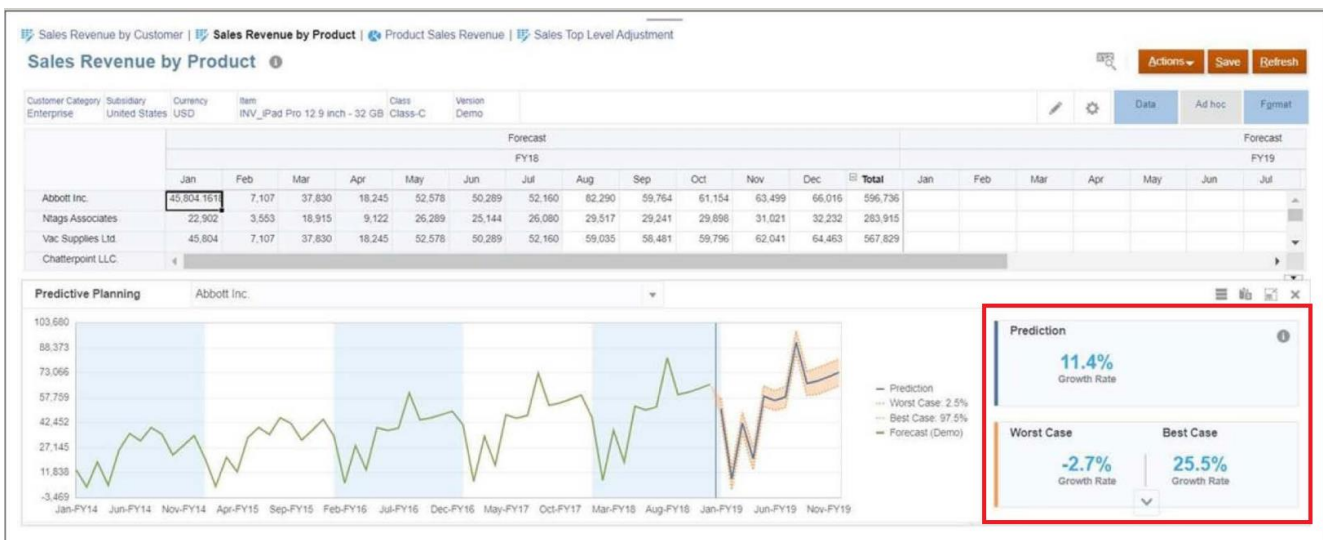 Sales Revenue by Customer | Sales Revenue by Product | Product Sales Revenue | Sales Top Level Adjustment
Sales Revenue by Product
Actions Save Refresh
Customer Category Subsidiary Currency Item Class Version
Enterprise United States USD INV_iPad Pro 12.9 inch - 32 GB Class-C Demo
Data Ad hoc Format
Forecast Forecast
FY18 FY19
Jan Feb Mar Apr May Jun Jul Aug Sep Oct Nov Dec Total Jan Feb Mar Apr May Jun Jul
Abbott Inc. 45,804.1618 7,107 37,830 18,245 52,578 50,289 52,160 82,290 59,764 61,154 63,499 66,016 596,736
Ntags Associates 22,902 3,553 18,915 9,122 26,289 25,144 26,080 29,517 29,241 29,898 31,021 32,232 283,915
Vac Supplies Ltd. 45,804 7,107 37,830 18,245 52,578 50,289 52,160 59,035 58,481 59,796 62,041 64,463 567,829
Chatterpoint LLC
Predictive Planning Abbott Inc.
103,680
88,373
73,066
57,759
42,452
27,145
11,838
-3,469
Jan-FY14 Jun-FY14 Nov-FY14 Apr-FY15 Sep-FY15 Feb-FY16 Jul-FY16 Dec-FY16 May-FY17 Oct-FY17 Mar-FY18 Aug-FY18 Jan-FY19 Jun-FY19 Nov-FY19
Prediction
Worst Case: 2.5%
Best Case: 97.5%
Forecast (Demo)
Prediction
11.4%
Growth Rate
Worst Case Best Case
-2.7% 25.5%
Growth Rate Growth Rate